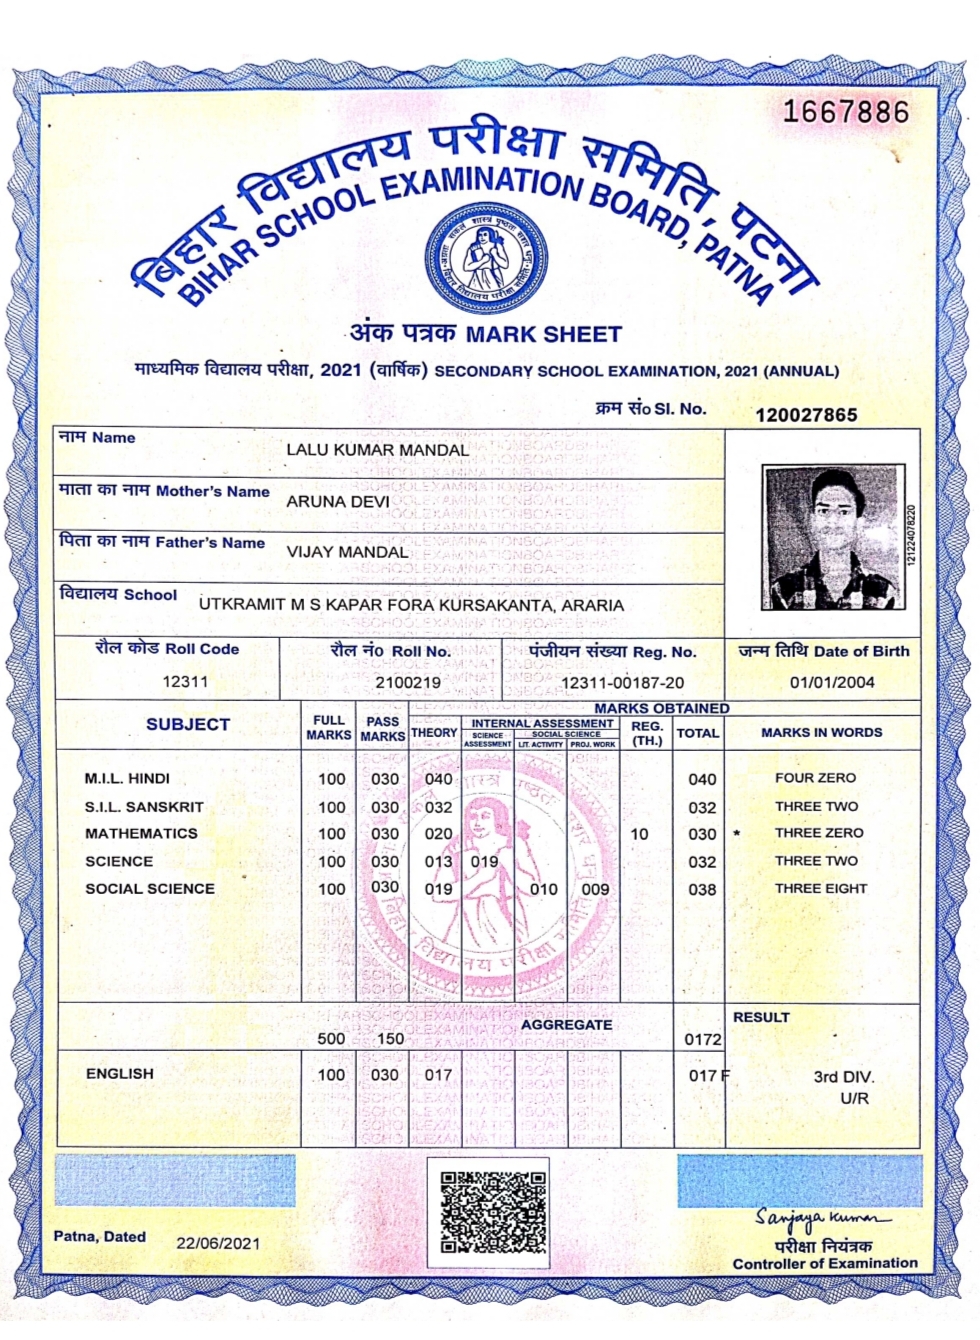 1667886
बिहार विद्यालय परीक्षा समिति, पटना
BIHAR SCHOOL EXAMINATION BOARD, PATNA
अंक पत्रक MARK SHEET
माध्यमिक विद्यालय परीक्षा, 2021 (वार्षिक) SECONDARY SCHOOL EXAMINATION, 2021 (ANNUAL)
क्रम सं० Sl. No. 120027865
नाम Name LALU KUMAR MANDAL
माता का नाम Mother's Name ARUNA DEVI
पिता का नाम Father's Name VIJAY MANDAL
विद्यालय School UTKRAMIT M S KAPAR FORA KURSAKANTA, ARARIA
121224078220
रौल कोड Roll Code रौल नं० Roll No. पंजीयन संख्या Reg. No. जन्म तिथि Date of Birth
12311 2100219 12311-00187-20 01/01/2004
SUBJECT FULL MARKS PASS MARKS MARKS OBTAINED
THEORY INTERNAL ASSESSMENT REG. (TH.) TOTAL MARKS IN WORDS
SCIENCE ASSESSMENT SOCIAL SCIENCE LIT. ACTIVITY PROJ. WORK
M.I.L. HINDI 100 030 040 040 FOUR ZERO
S.I.L. SANSKRIT 100 030 032 032 THREE TWO
MATHEMATICS 100 030 020 10 030 * THREE ZERO
SCIENCE 100 030 013 019 032 THREE TWO
SOCIAL SCIENCE 100 030 019 010 009 038 THREE EIGHT
500 150 AGGREGATE 0172 RESULT
ENGLISH 100 030 017 017 F 3rd DIV.
U/R
Patna, Dated 22/06/2021
Sanjaya Kumar
परीक्षा नियंत्रक
Controller of Examination